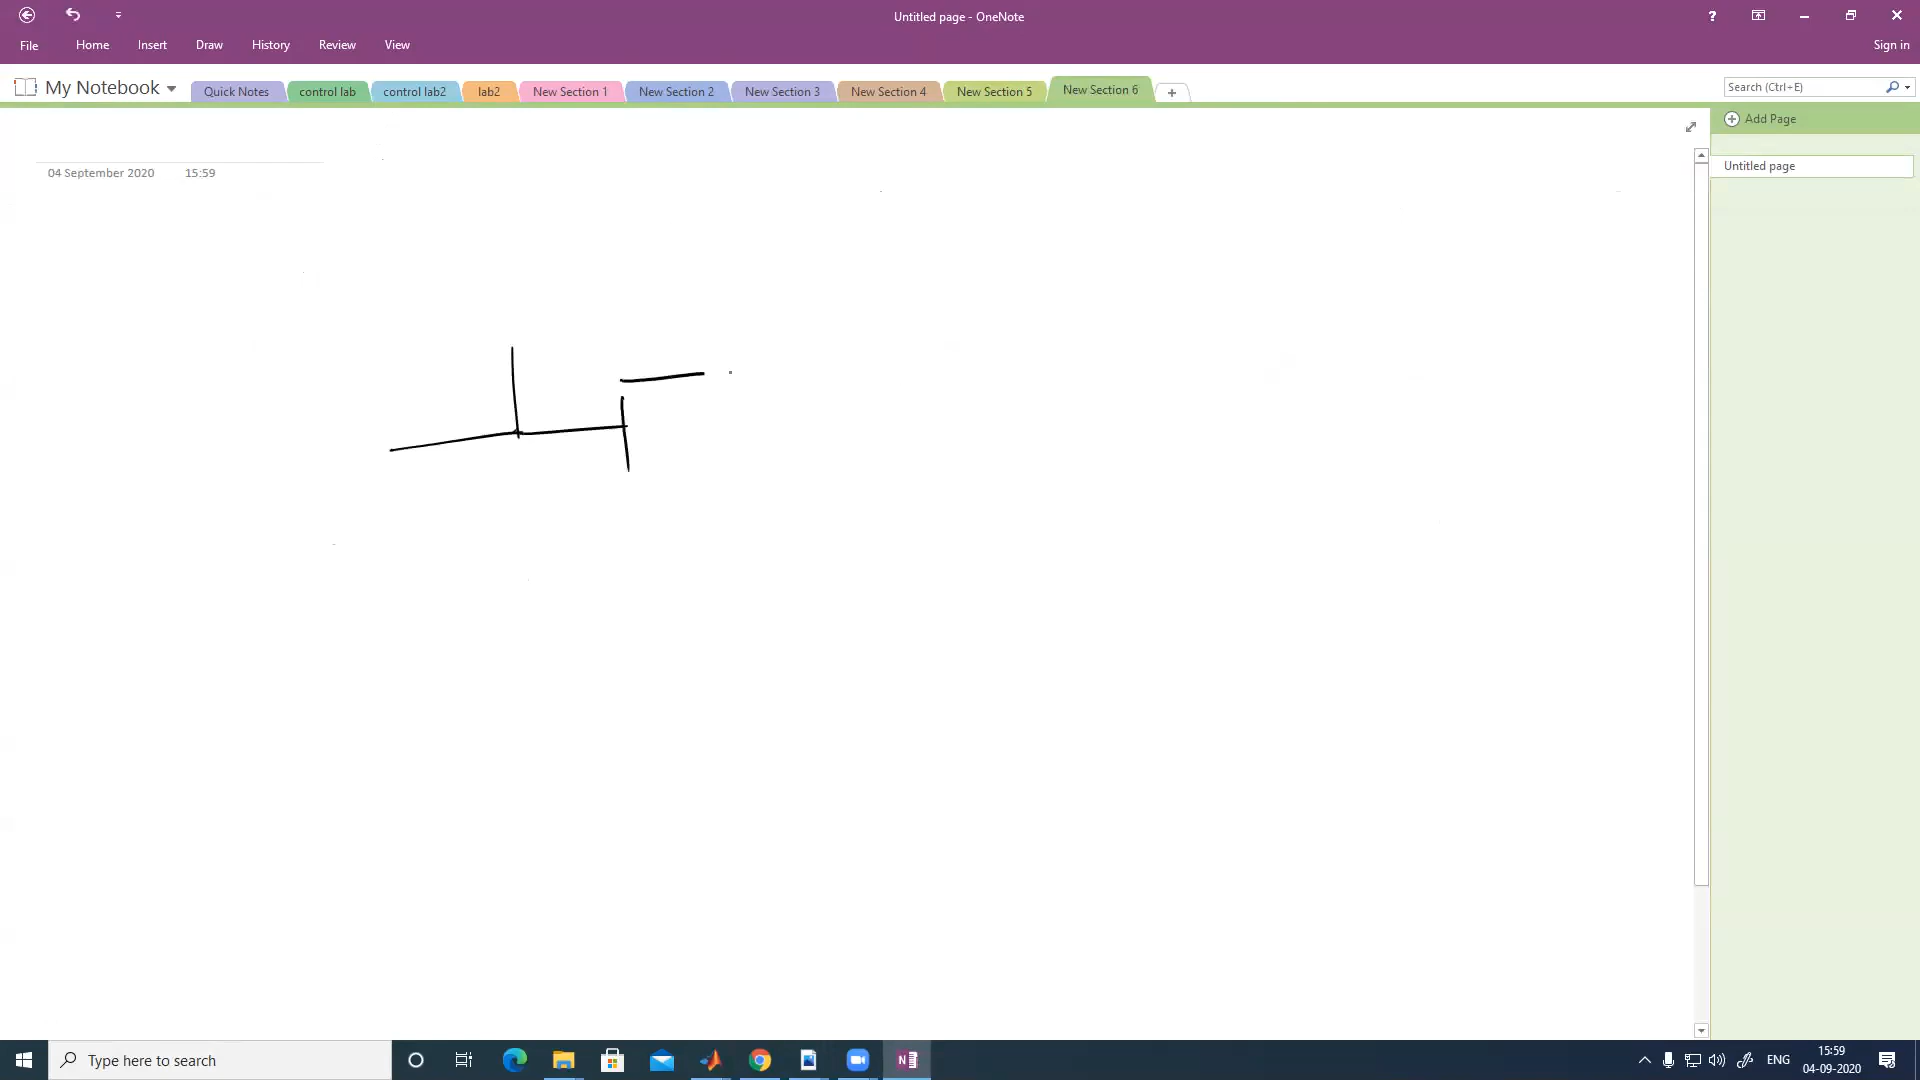 Untitled page - OneNote
?
File Home Insert Draw History Review View
Sign in
My Notebook
Quick Notes control lab control lab2 lab2 New Section 1 New Section 2 New Section 3 New Section 4 New Section 5 New Section 6 +
Search (Ctrl+E)
Add Page
04 September 2020 15:59
Untitled page
Type here to search
N
ENG
15:59
04-09-2020